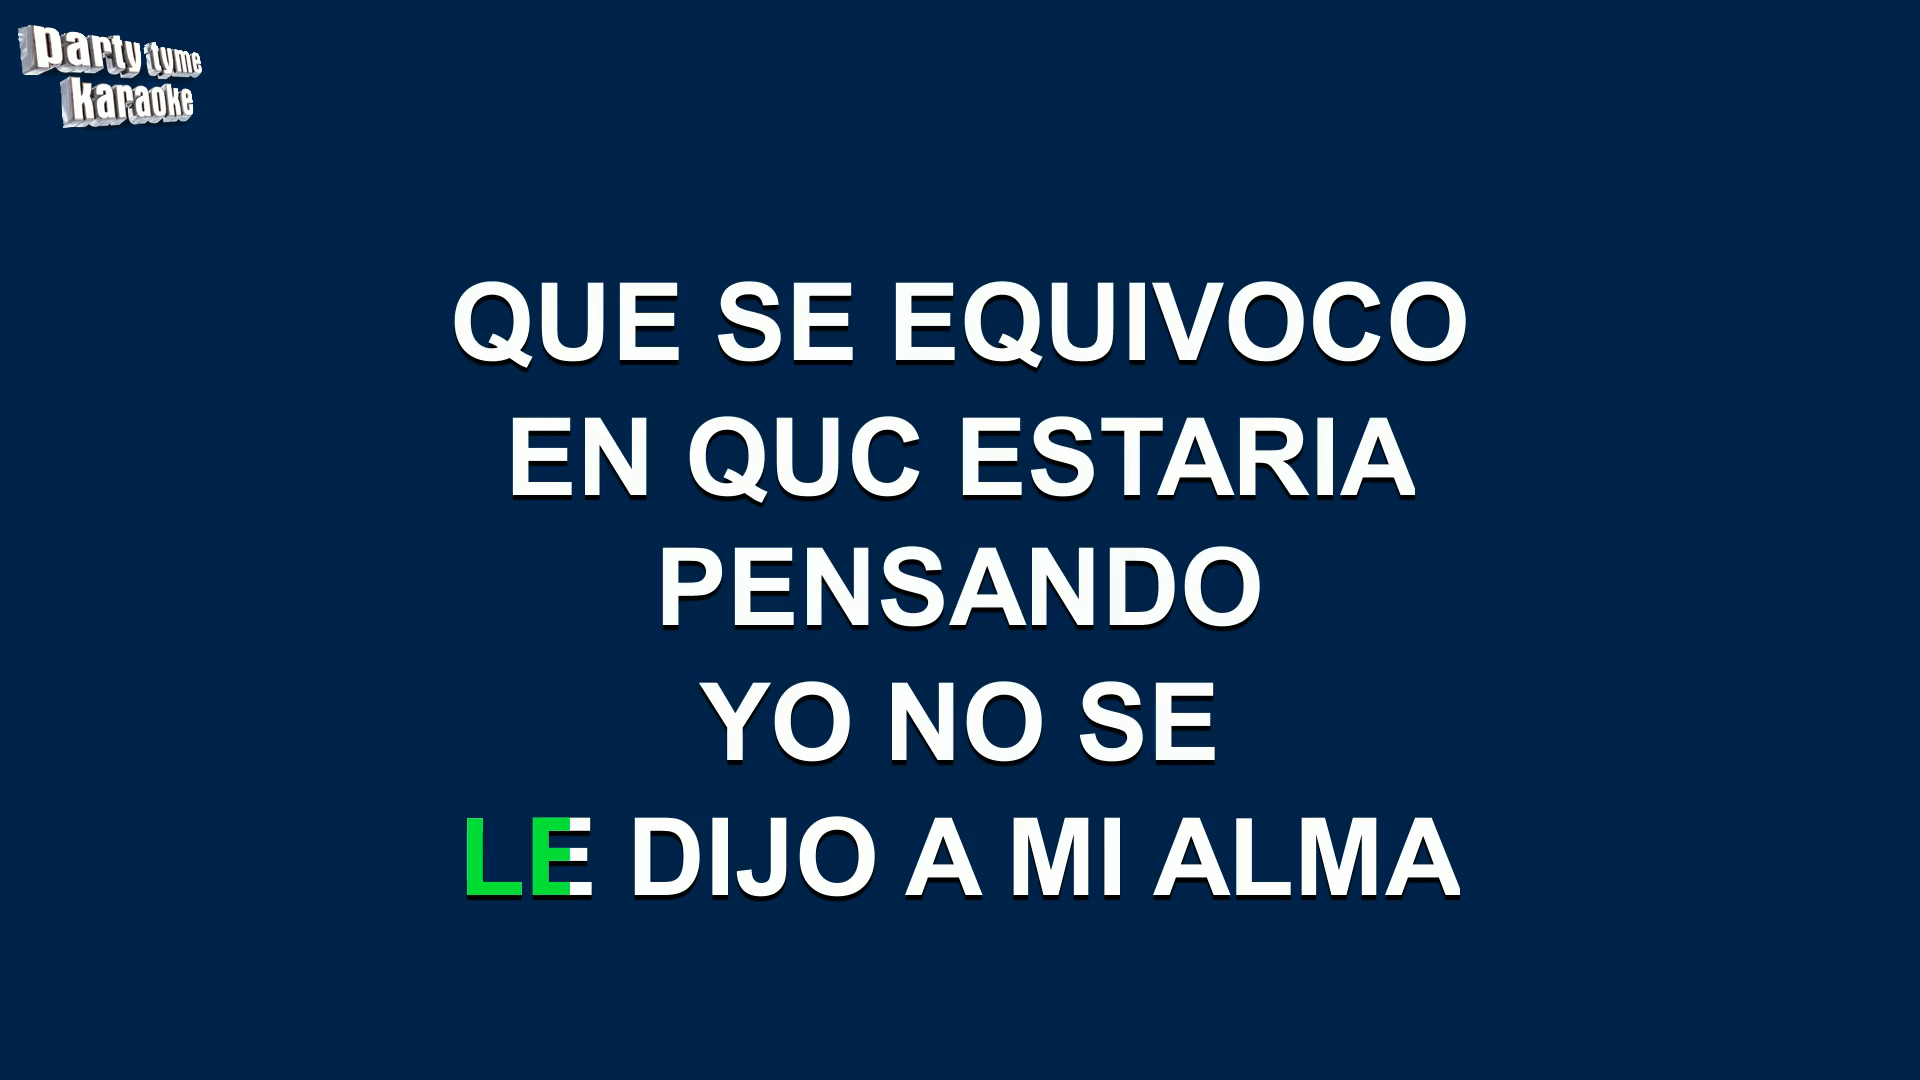 party tyme
karaoke
QUE SE EQUIVOCO
EN QUC ESTARIA
PENSANDO
YO NO SE
LE DIJO A MI ALMA